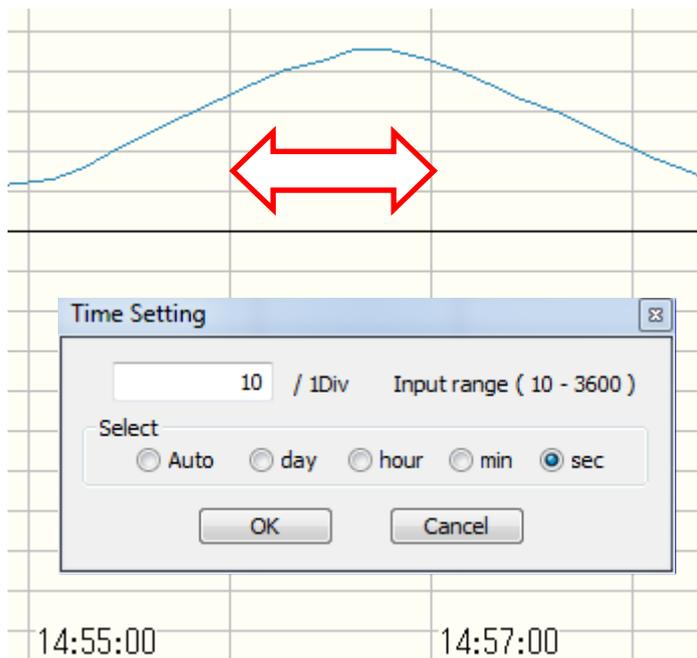 Time Setting
10 / 1Div Input range ( 10 - 3600 )
Select
Auto day hour min sec
OK Cancel
14:55:00 14:57:00